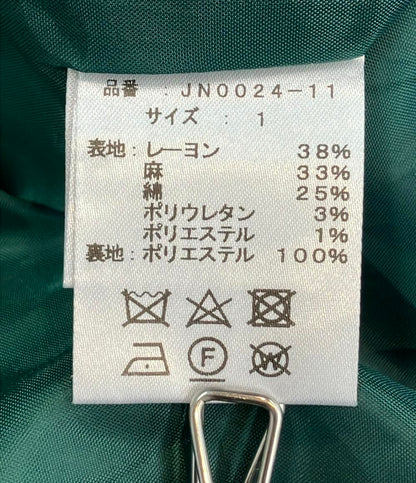 品番 : JN0024-11
サイズ : 1
表地:レーヨン 38%
麻 33%
綿 25%
ポリウレタン 3%
ポリエステル 1%
裏地:ポリエステル 100%
F W